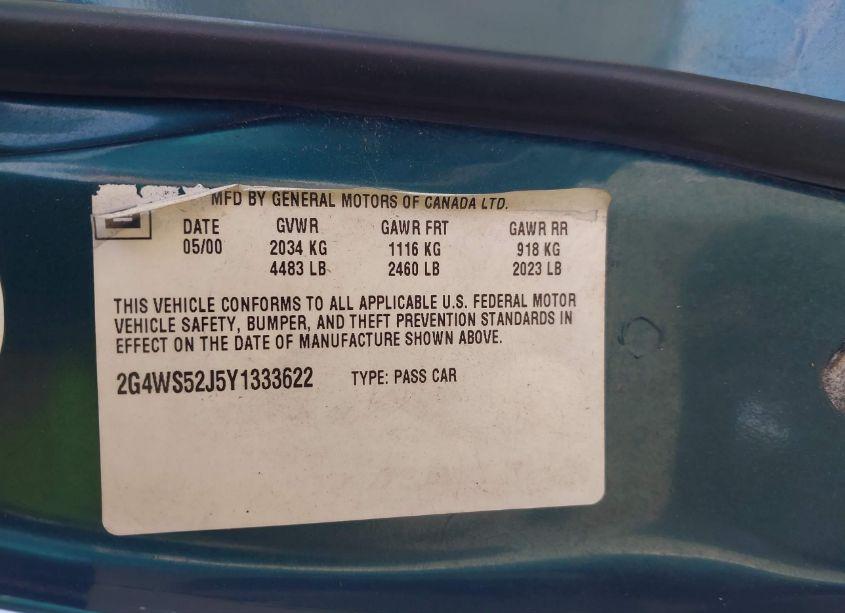 MFD BY GENERAL MOTORS OF CANADA LTD.
DATE GVWR GAWR FRT GAWR RR
05/00 2034 KG 1116 KG 918 KG
4483 LB 2460 LB 2023 LB
THIS VEHICLE CONFORMS TO ALL APPLICABLE U.S. FEDERAL MOTOR
VEHICLE SAFETY, BUMPER, AND THEFT PREVENTION STANDARDS IN
EFFECT ON THE DATE OF MANUFACTURE SHOWN ABOVE.
2G4WS52J5Y1333622 TYPE: PASS CAR